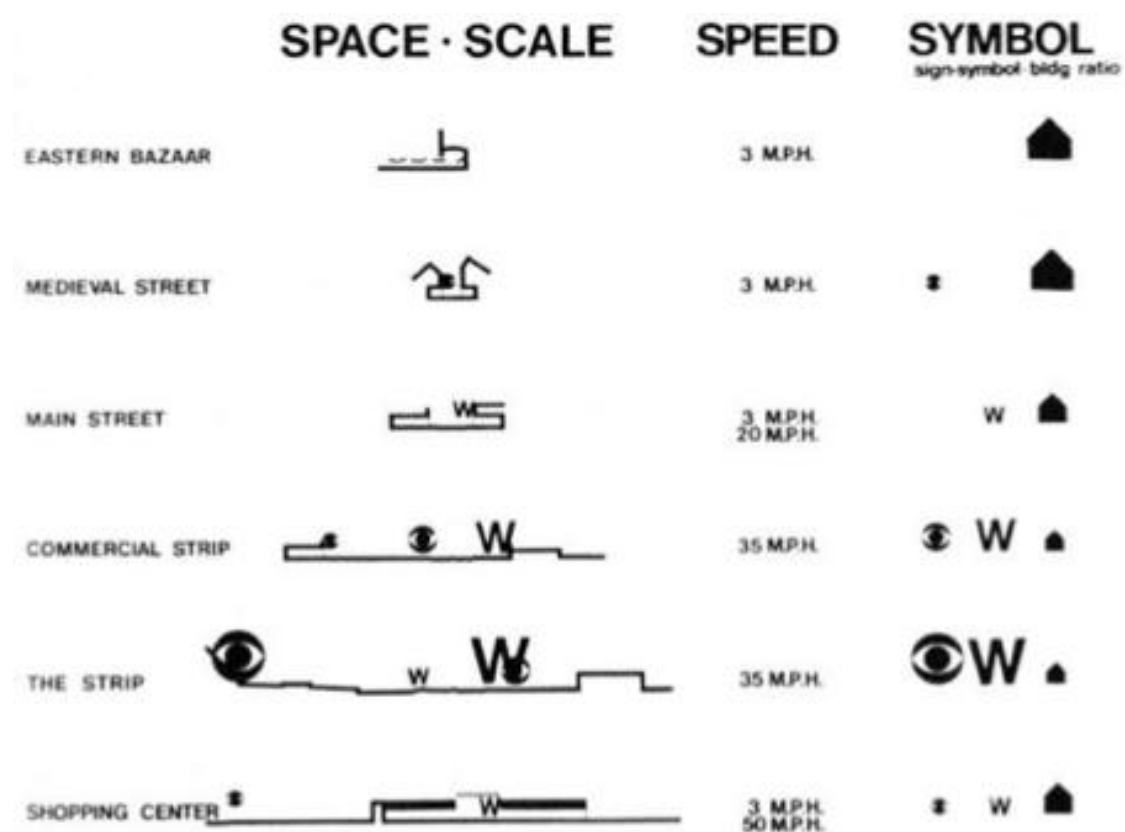 SPACE · SCALE SPEED SYMBOL
sign-symbol-bldg ratio
EASTERN BAZAAR 3 M.P.H.
MEDIEVAL STREET 3 M.P.H.
MAIN STREET W 3 M.P.H. W
20 M.P.H.
COMMERCIAL STRIP W 35 M.P.H. W
THE STRIP W W 35 M.P.H. W
SHOPPING CENTER W 3 M.P.H. W
50 M.P.H.